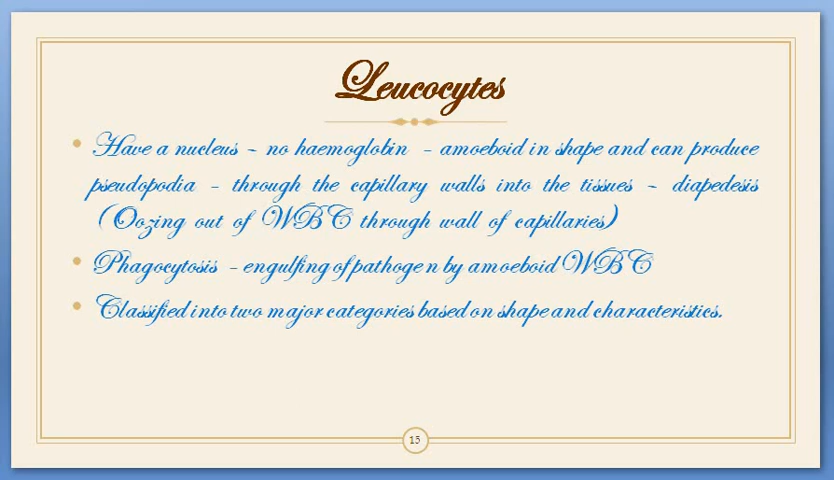 Leucocytes
• Have a nucleus – no haemoglobin – amoeboid in shape and can produce
pseudopodia – through the capillary walls into the tissues – diapedesis
(Oozing out of WBC through wall of capillaries)
• Phagocytosis – engulfing of pathoge n by amoeboid WBC
• Classified into two major categories based on shape and characteristics.
15